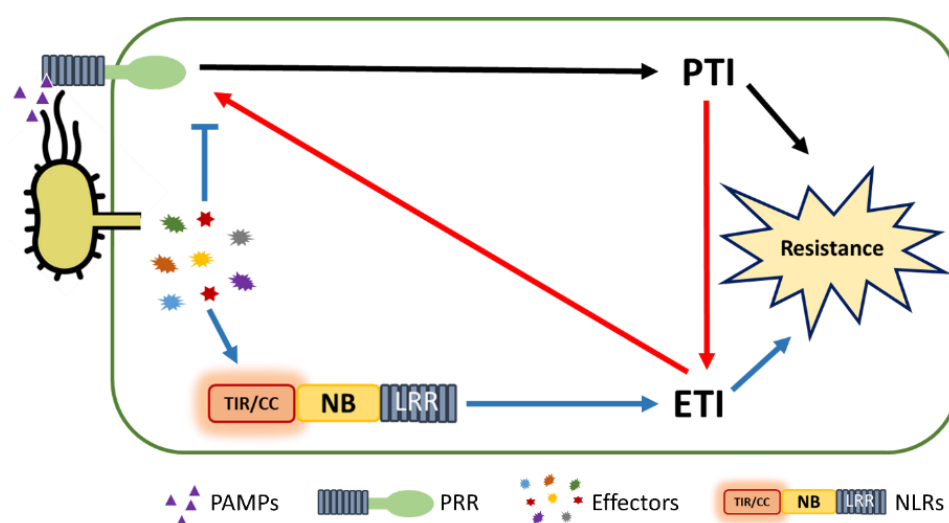 PTI
Resistance
TIR/CC NB LRR ETI
PAMPs PRR Effectors TIR/CC NB LRR NLRs